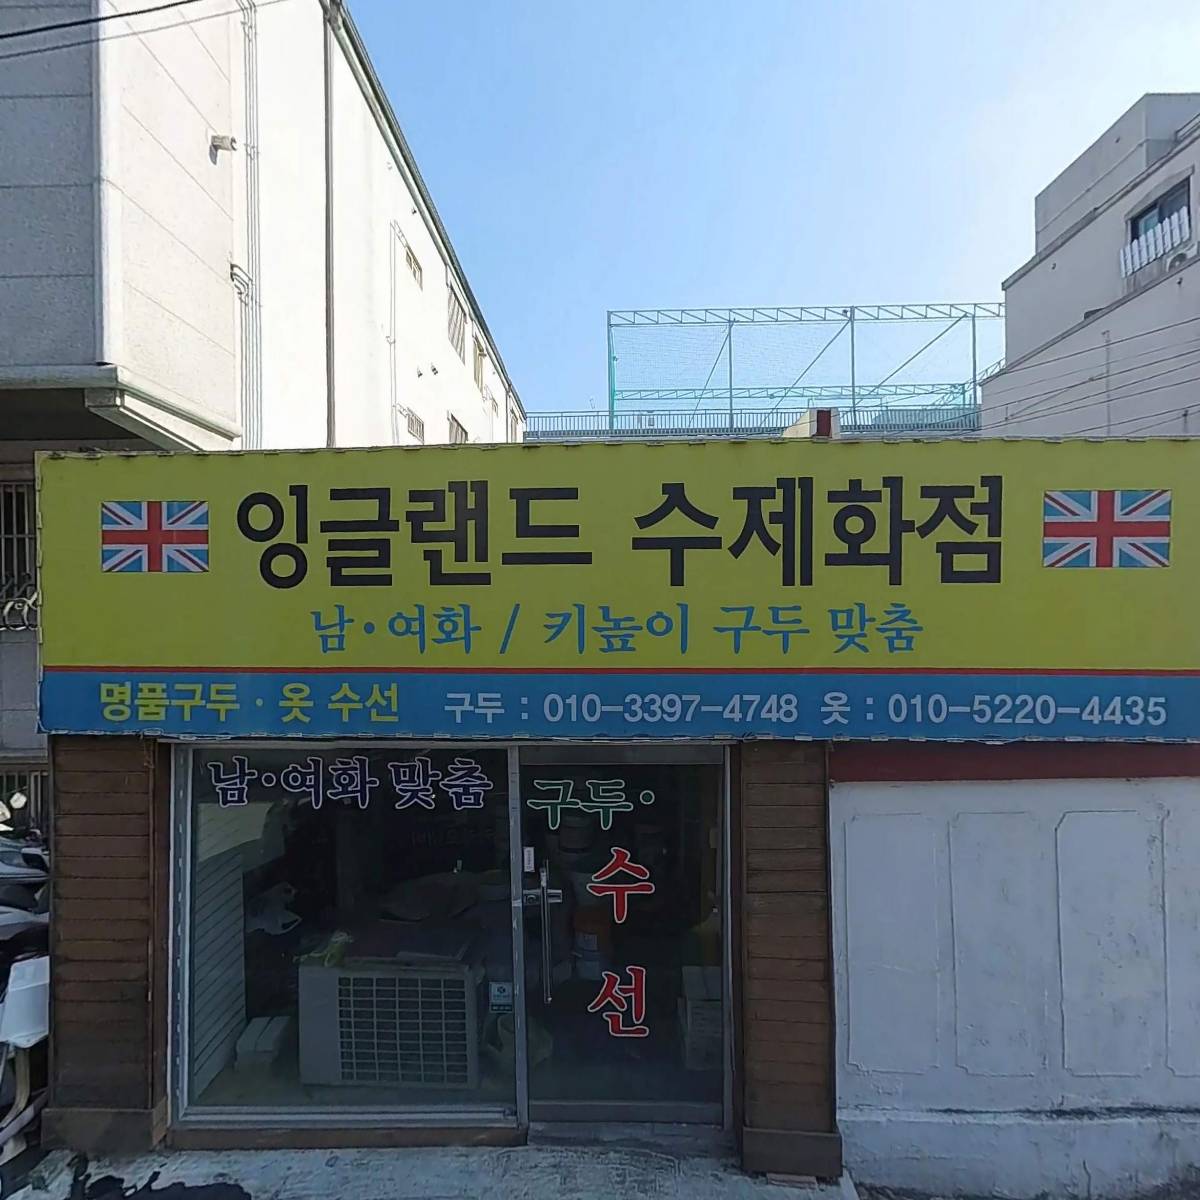 잉글랜드 수제화점
남·여화 / 키높이 구두 맞춤
명품구두·옷 수선 구두 : 010-3397-4748 옷 : 010-5220-4435
남·여화 맞춤
구두·
수
선